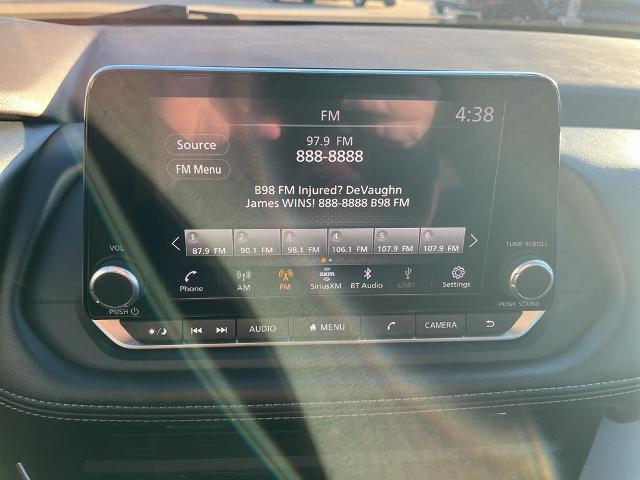 FM
4:38
Source
97.9 FM
888-8888
FM Menu
B98 FM Injured? DeVaughn
James WINS! 888-8888 B98 FM
1 2 3 4 5 6
87.9 FM 90.1 FM 98.1 FM 106.1 FM 107.9 FM 107.9 FM
VOL
TUNE·SCROLL
sxm
Phone AM FM SiriusXM BT Audio USB1 Settings
PUSH
PUSH SOUND
AUDIO MENU CAMERA